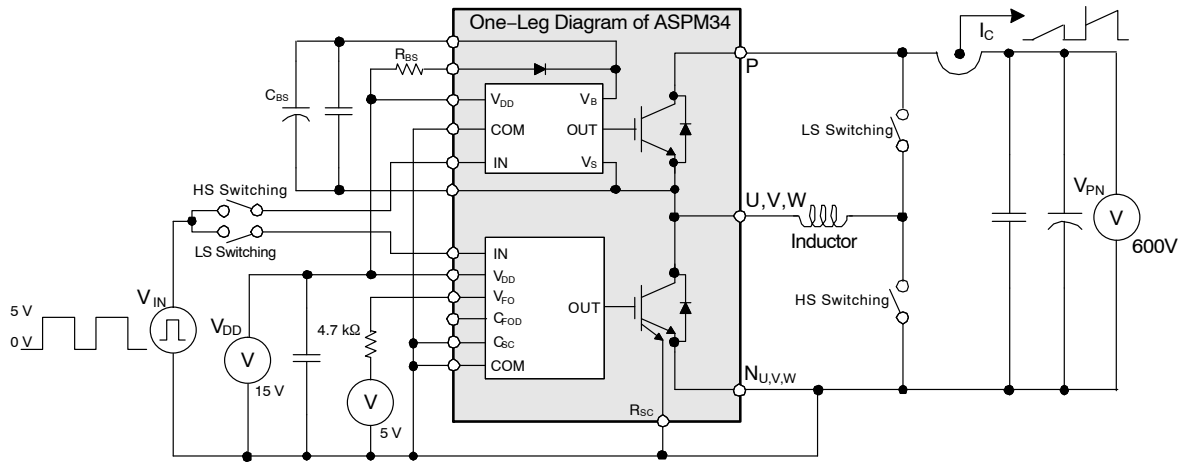 One−Leg Diagram of ASPM34
IC
P
RBS
CBS
VDD
VB
COM
OUT
IN
VS
LS Switching
VPN
V
600V
HS Switching
LS Switching
U,V,W
Inductor
IN
VDD
VFO
CFOD
CSC
COM
OUT
HS Switching
VIN
5 V
0 V
VDD
V
15 V
4.7 kΩ
V
5 V
NU,V,W
RSC